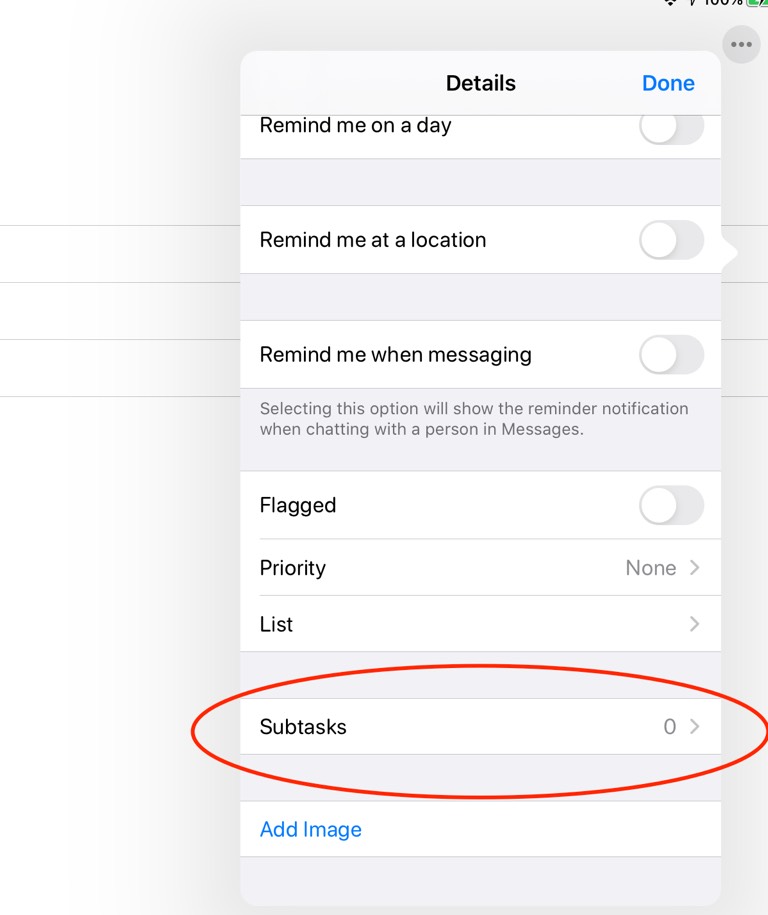 100%
Details
Done
Remind me on a day
Remind me at a location
Remind me when messaging
Selecting this option will show the reminder notification
when chatting with a person in Messages.
Flagged
Priority
None
List
Subtasks
0
Add Image